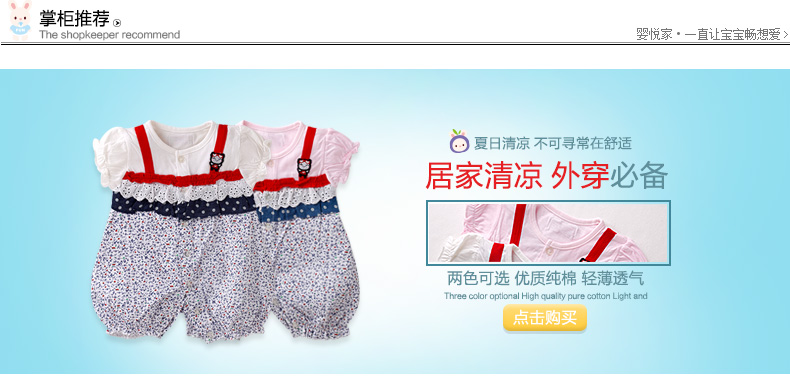 掌柜推荐
The shopkeeper recommend
婴悦家·一直让宝宝畅想爱
夏日清凉 不可寻常在舒适
居家清凉 外穿必备
两色可选 优质纯棉 轻薄透气
Three color optional High quality pure cotton Light and
点击购买